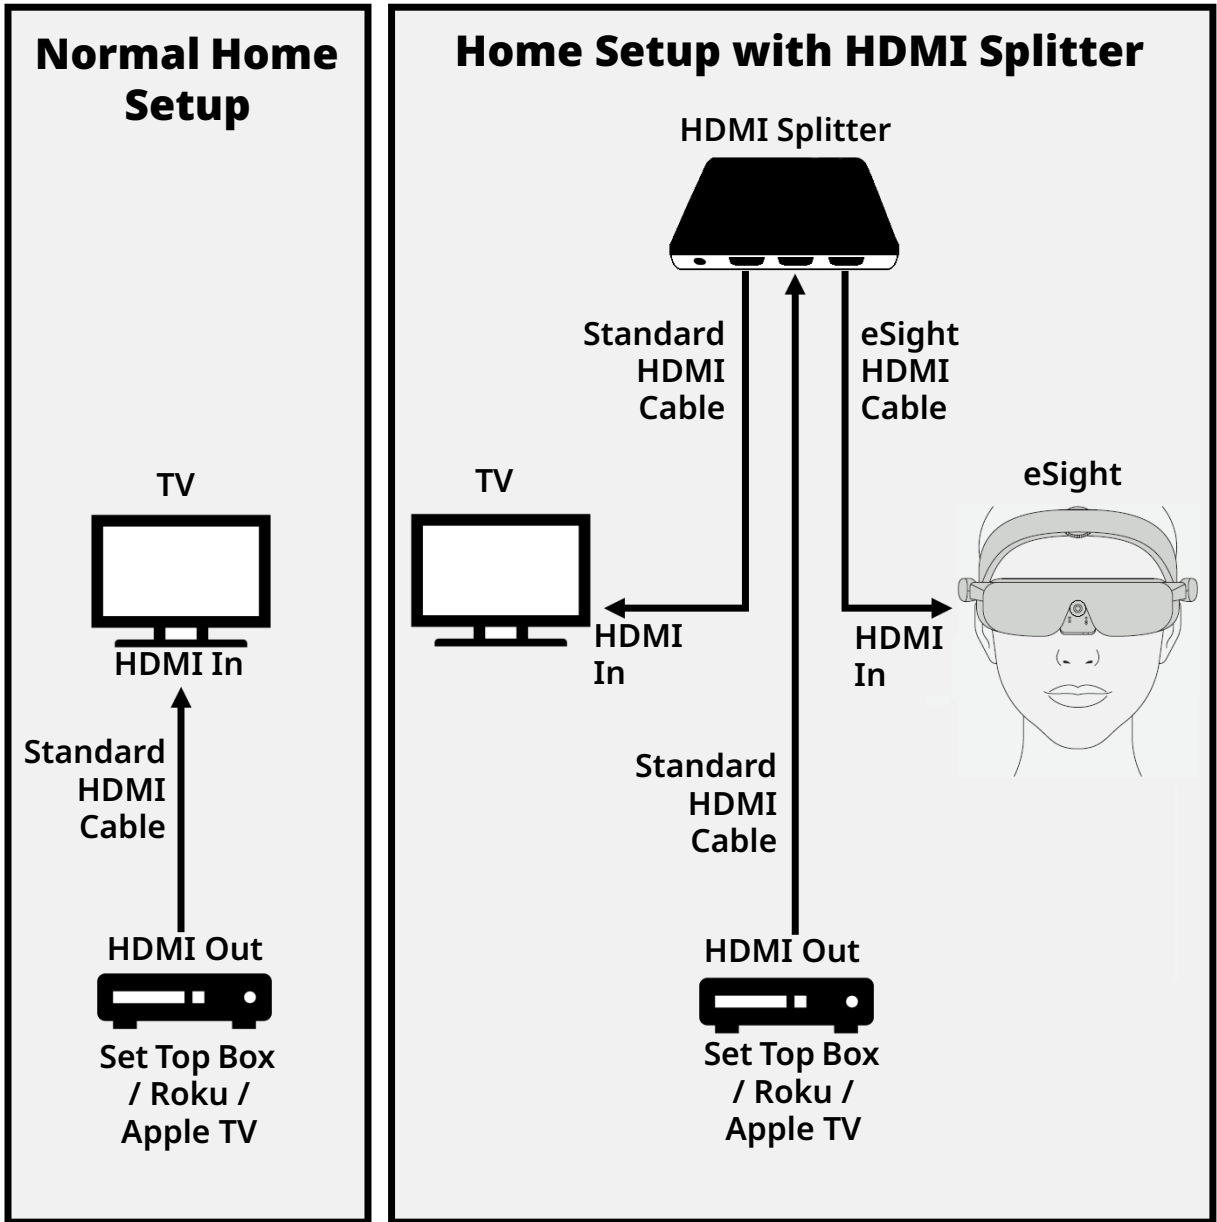 Normal Home
Setup
TV
HDMI In
Standard
HDMI
Cable
HDMI Out
Set Top Box
/ Roku /
Apple TV
Home Setup with HDMI Splitter
HDMI Splitter
Standard
HDMI
Cable
eSight
HDMI
Cable
TV
HDMI
In
eSight
HDMI
In
Standard
HDMI
Cable
HDMI Out
Set Top Box
/ Roku /
Apple TV